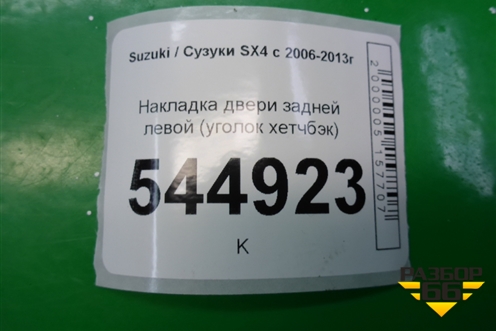 Suzuki / Сузуки SX4 с 2006-2013г
Накладка двери задней
левой (уголок хетчбэк)
544923
К
2000005157707
РАЗБОР
66